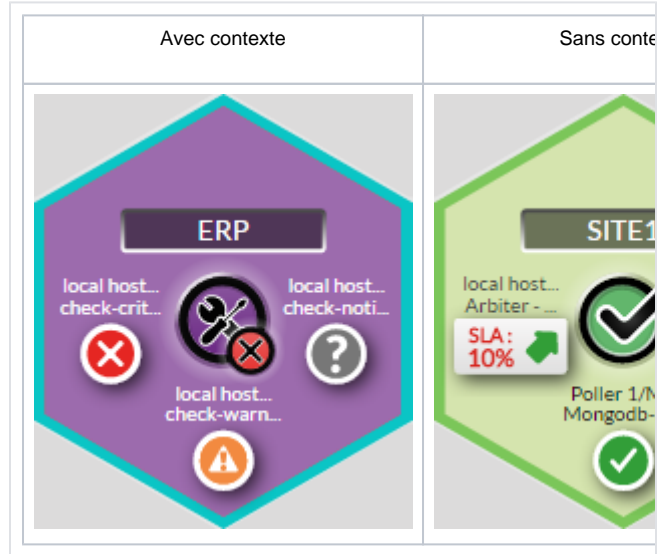 Avec contexte
Sans conte
ERP
local host...
check-crit...
local host...
check-noti...
local host...
check-warn...
SITE1
local host...
Arbiter - ...
SLA :
10%
Poller 1/M
Mongodb-